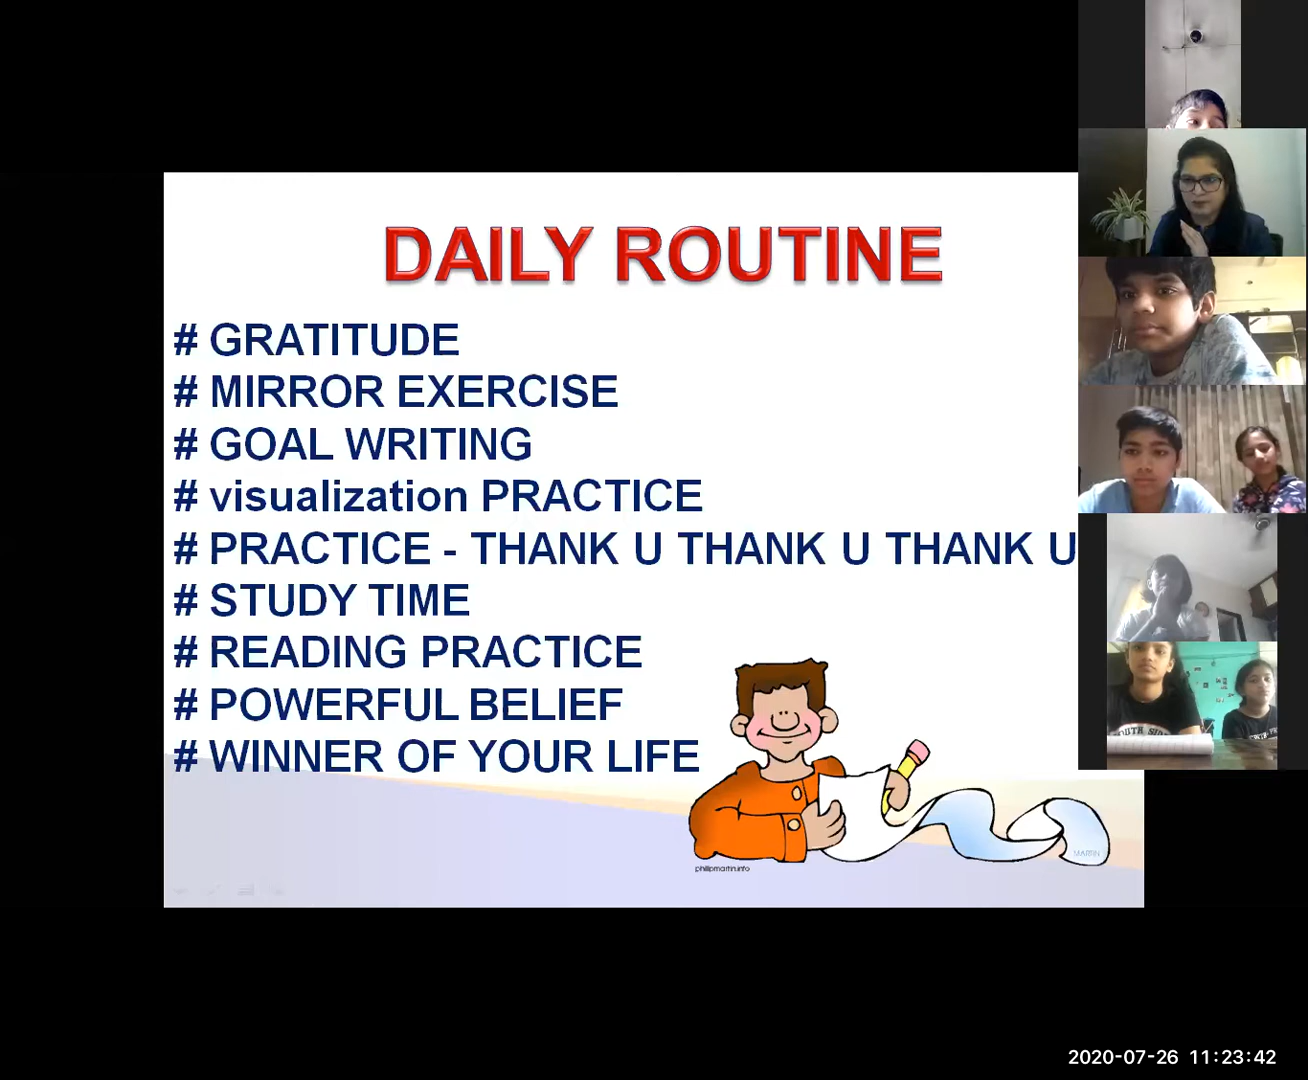 DAILY ROUTINE
# GRATITUDE
# MIRROR EXERCISE
# GOAL WRITING
# visualization PRACTICE
# PRACTICE - THANK U THANK U THANK U
# STUDY TIME
# READING PRACTICE
# POWERFUL BELIEF
# WINNER OF YOUR LIFE
MARTIN
phillipmartin.info
2020-07-26 11:23:42